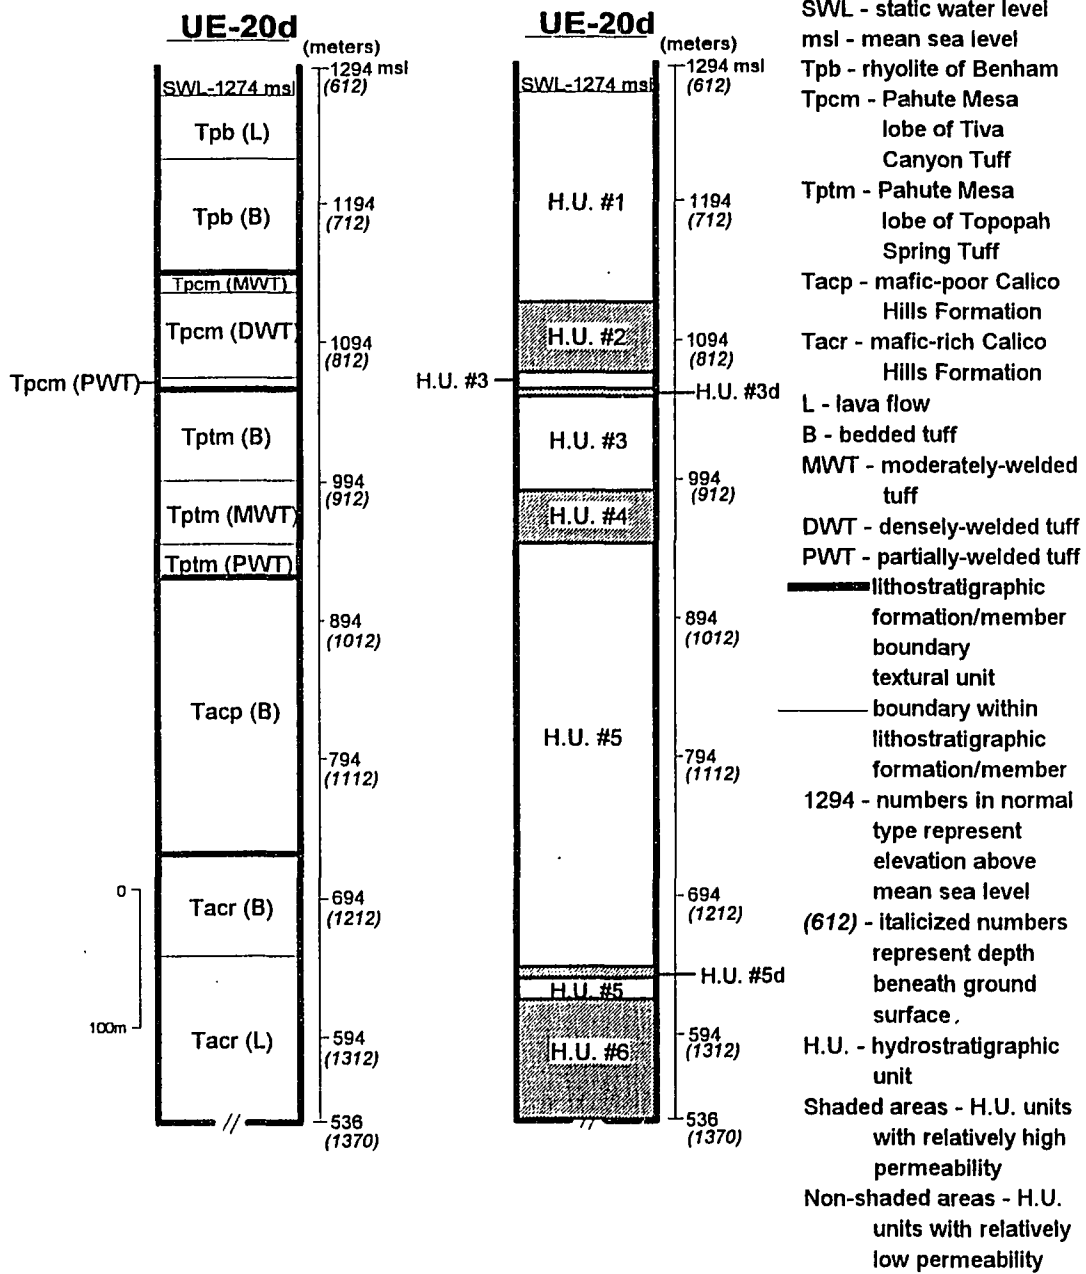 UE-20d
(meters)
1294 msl
(612)
SWL-1274 msl
Tpb (L)
Tpb (B)
1194
(712)
Tpcm (MWT)
Tpcm (DWT)
1094
(812)
Tpcm (PWT)
Tptm (B)
994
(912)
Tptm (MWT)
Tptm (PWT)
894
(1012)
Tacp (B)
794
(1112)
0
694
(1212)
Tacr (B)
100m
594
(1312)
Tacr (L)
//
536
(1370)
UE-20d
(meters)
1294 msl
(612)
SWL-1274 msl
H.U. #1
1194
(712)
H.U. #2
1094
(812)
H.U. #3
H.U. #3d
H.U. #3
994
(912)
H.U. #4
894
(1012)
H.U. #5
794
(1112)
694
(1212)
H.U. #5d
H.U. #5
594
(1312)
H.U. #6
//
536
(1370)
SWL - static water level
msl - mean sea level
Tpb - rhyolite of Benham
Tpcm - Pahute Mesa
lobe of Tiva
Canyon Tuff
Tptm - Pahute Mesa
lobe of Topopah
Spring Tuff
Tacp - mafic-poor Calico
Hills Formation
Tacr - mafic-rich Calico
Hills Formation
L - lava flow
B - bedded tuff
MWT - moderately-welded
tuff
DWT - densely-welded tuff
PWT - partially-welded tuff
lithostratigraphic
formation/member
boundary
textural unit
boundary within
lithostratigraphic
formation/member
1294 - numbers in normal
type represent
elevation above
mean sea level
(612) - italicized numbers
represent depth
beneath ground
surface.
H.U. - hydrostratigraphic
unit
Shaded areas - H.U. units
with relatively high
permeability
Non-shaded areas - H.U.
units with relatively
low permeability